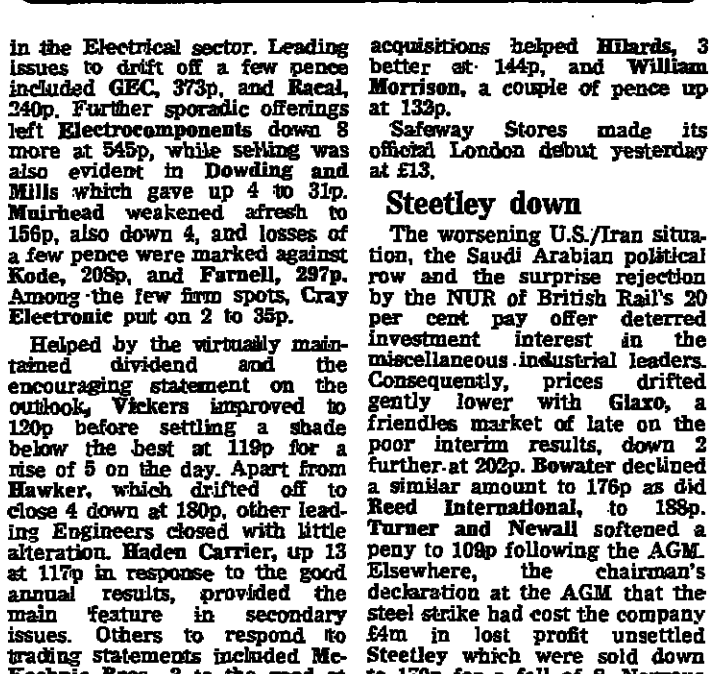 in the Electrical sector. Leading
issues to drift off a few pence
included GEC, 373p, and Racal,
240p. Further sporadic offerings
left Electrocomponents down 8
more at 545p, while selling was
also evident in Dowding and
Mills which gave up 4 to 31p.
Muirhead weakened afresh to
156p, also down 4, and losses of
a few pence were marked against
Kode, 208p, and Farnell, 297p.
Among the few firm spots, Cray
Electronic put on 2 to 35p.
Helped by the virtually main-
tained dividend and the
encouraging statement on the
outlook, Vickers improved to
120p before settling a shade
below the best at 119p for a
rise of 5 on the day. Apart from
Hawker, which drifted off to
close 4 down at 180p, other lead-
ing Engineers closed with little
alteration. Haden Carrier, up 13
at 117p in response to the good
annual results, provided the
main feature in secondary
issues. Others to respond to
trading statements included Mc-
acquisitions helped Hilards, 3
better at 144p, and William
Morrison, a couple of pence up
at 132p.
Safeway Stores made its
official London debut yesterday
at £13.
Steetley down
The worsening U.S./Iran situa-
tion, the Saudi Arabian political
row and the surprise rejection
by the NUR of British Rail's 20
per cent pay offer deterred
investment interest in the
miscellaneous industrial leaders.
Consequently, prices drifted
gently lower with Glaxo, a
friendles market of late on the
poor interim results, down 2
further at 202p. Bowater declined
a similar amount to 176p as did
Reed International, to 188p.
Turner and Newall softened a
peny to 109p following the AGM.
Elsewhere, the chairman's
declaration at the AGM that the
steel strike had cost the company
£4m in lost profit unsettled
Steetley which were sold down